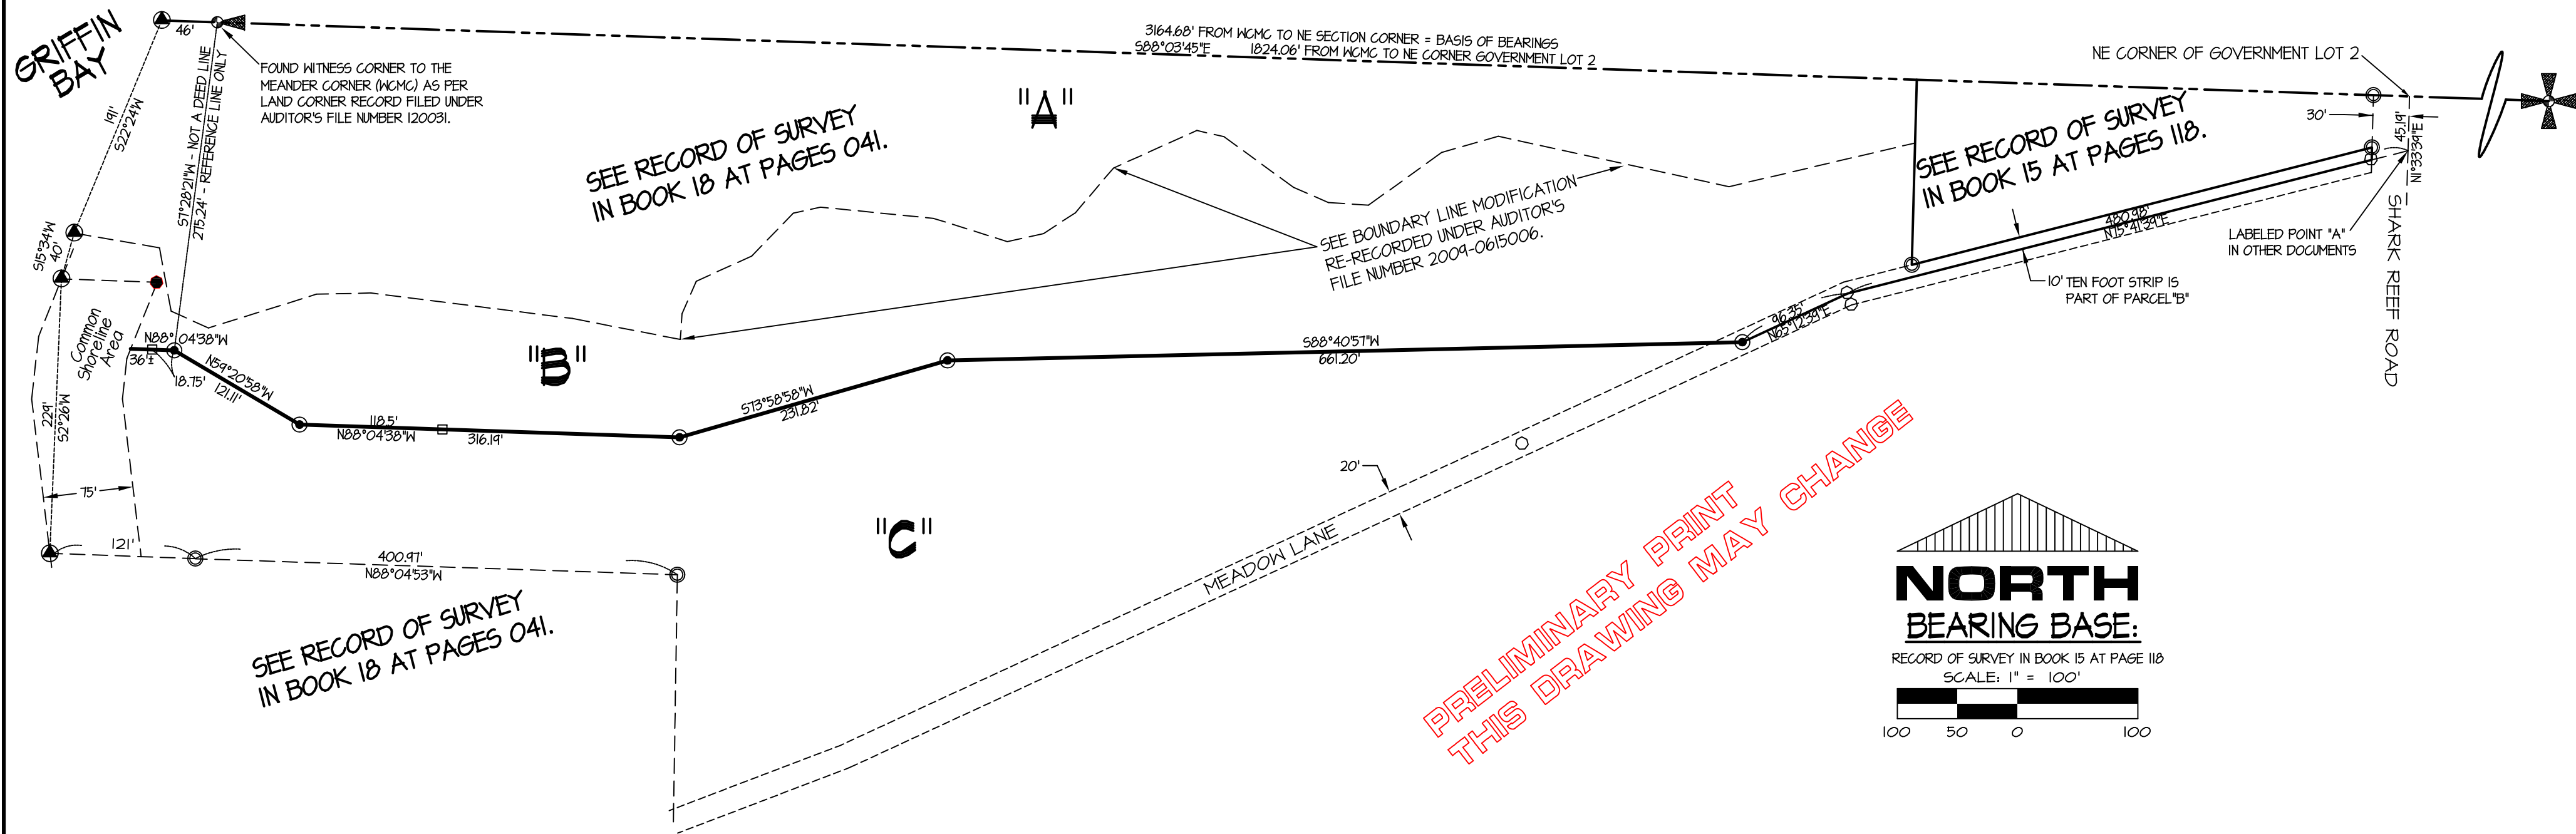 GRIFFIN
BAY
46'
191'
S22°24'W
S7°28'21"W - NOT A DEED LINE
275.24' - REFERENCE LINE ONLY
FOUND WITNESS CORNER TO THE
MEANDER CORNER (WCMC) AS PER
LAND CORNER RECORD FILED UNDER
AUDITOR'S FILE NUMBER 120031.
3164.68' FROM WCMC TO NE SECTION CORNER = BASIS OF BEARINGS
S88°03'45"E 1824.06' FROM WCMC TO NE CORNER GOVERNMENT LOT 2
NE CORNER OF GOVERNMENT LOT 2
"A"
SEE RECORD OF SURVEY
IN BOOK 18 AT PAGES 041.
SEE RECORD OF SURVEY
IN BOOK 15 AT PAGES 118.
30'
45.19'
N1°33'39"E
SEE BOUNDARY LINE MODIFICATION
RE-RECORDED UNDER AUDITOR'S
FILE NUMBER 2009-0615006.
480.98'
N75°41'29"E
LABELED POINT "A"
IN OTHER DOCUMENTS
SHARK REEF ROAD
10' TEN FOOT STRIP IS
PART OF PARCEL"B"
S15°34'W
40'
Common
Shoreline
Area
N88°04'38"W
36'±
18.75'
N59°20'58"W
121.11'
"B"
S88°40'57"W
661.20'
96.35'
N65°12'39"E
S73°58'58"W
231.82'
118.5'
N88°04'38"W
316.19'
229'
S2°26'W
75'
20'
"C"
121'
400.97'
N88°04'53"W
MEADOW LANE
SEE RECORD OF SURVEY
IN BOOK 18 AT PAGES 041.
PRELIMINARY PRINT
THIS DRAWING MAY CHANGE
NORTH
BEARING BASE:
RECORD OF SURVEY IN BOOK 15 AT PAGE 118
SCALE: 1" = 100'
100 50 0 100